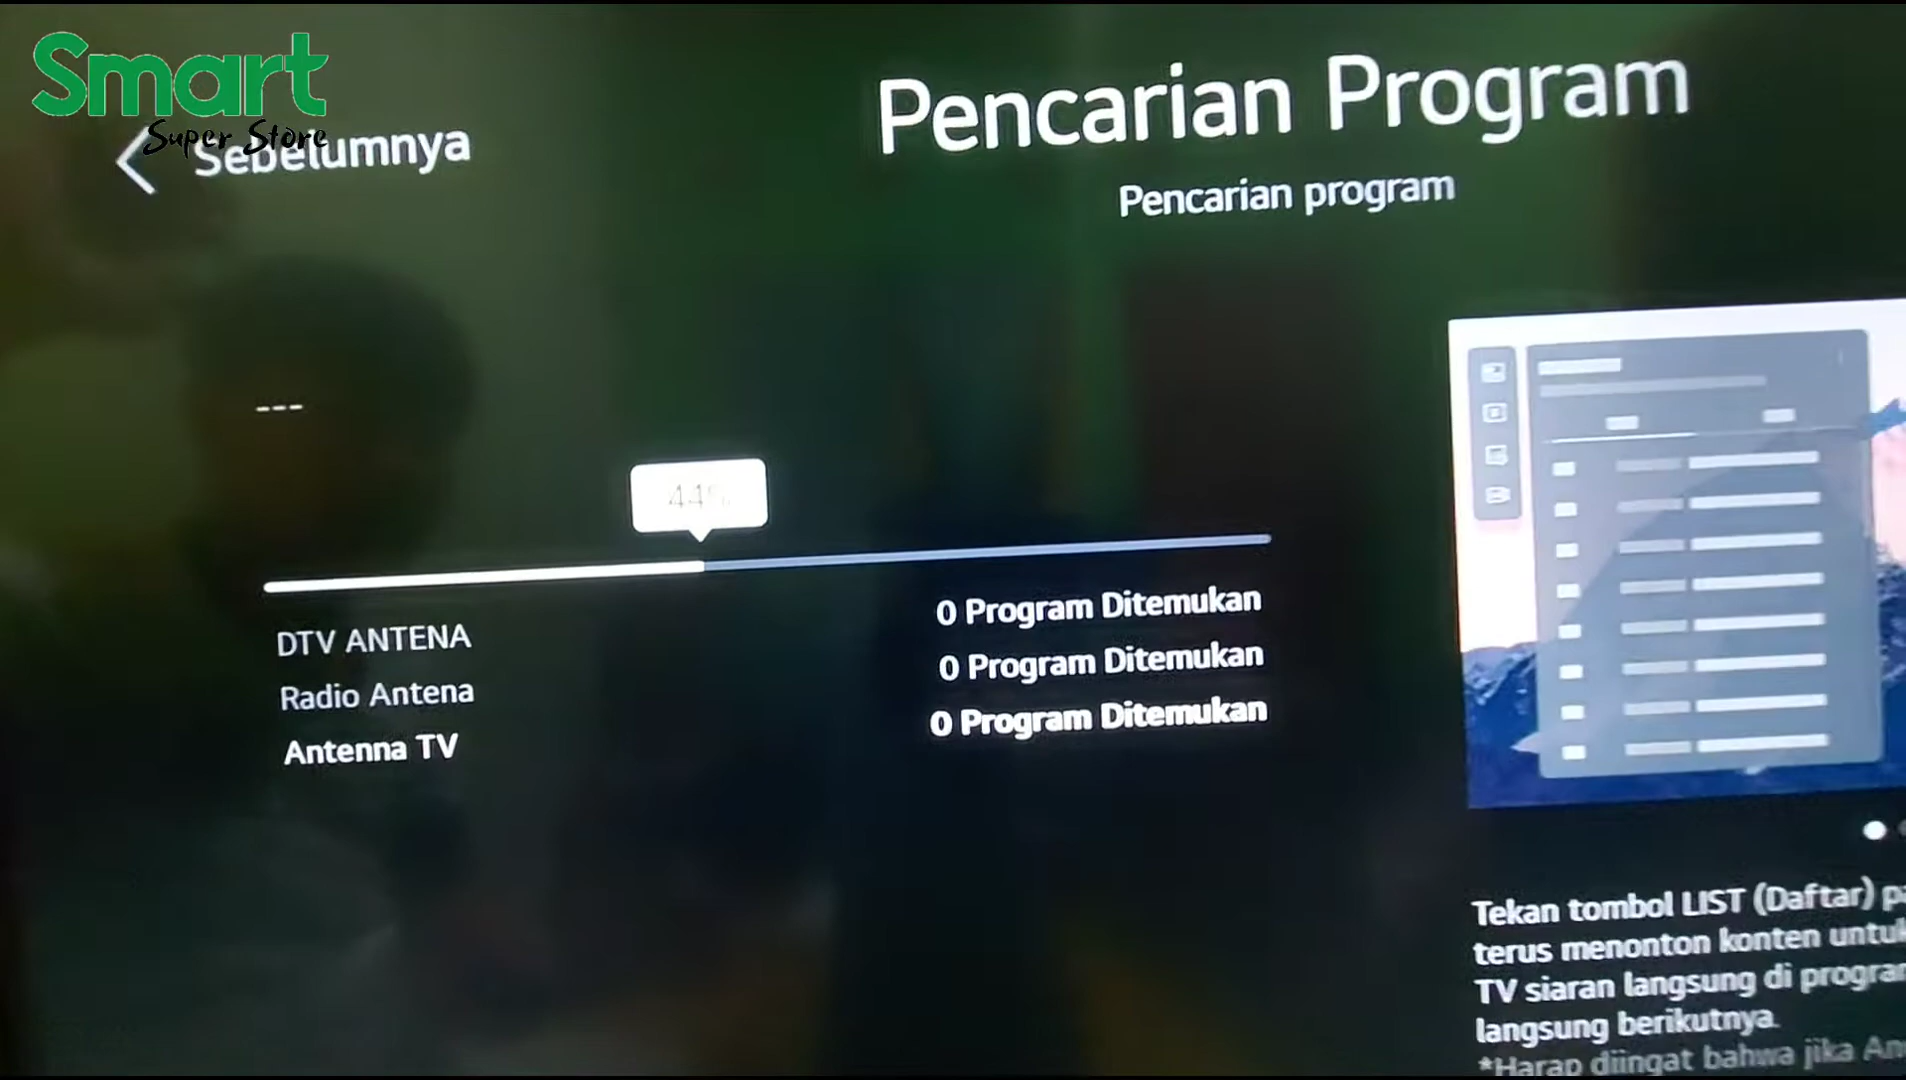 Smart
Super Store
Sebelumnya
Pencarian Program
Pencarian program
---
44%
DTV ANTENA
0 Program Ditemukan
Radio Antena
0 Program Ditemukan
Antenna TV
0 Program Ditemukan
Tekan tombol LIST (Daftar)
terus menonton konten
TV siaran langsung di
langsung berikutnya.
*Harap diingat bahwa jika